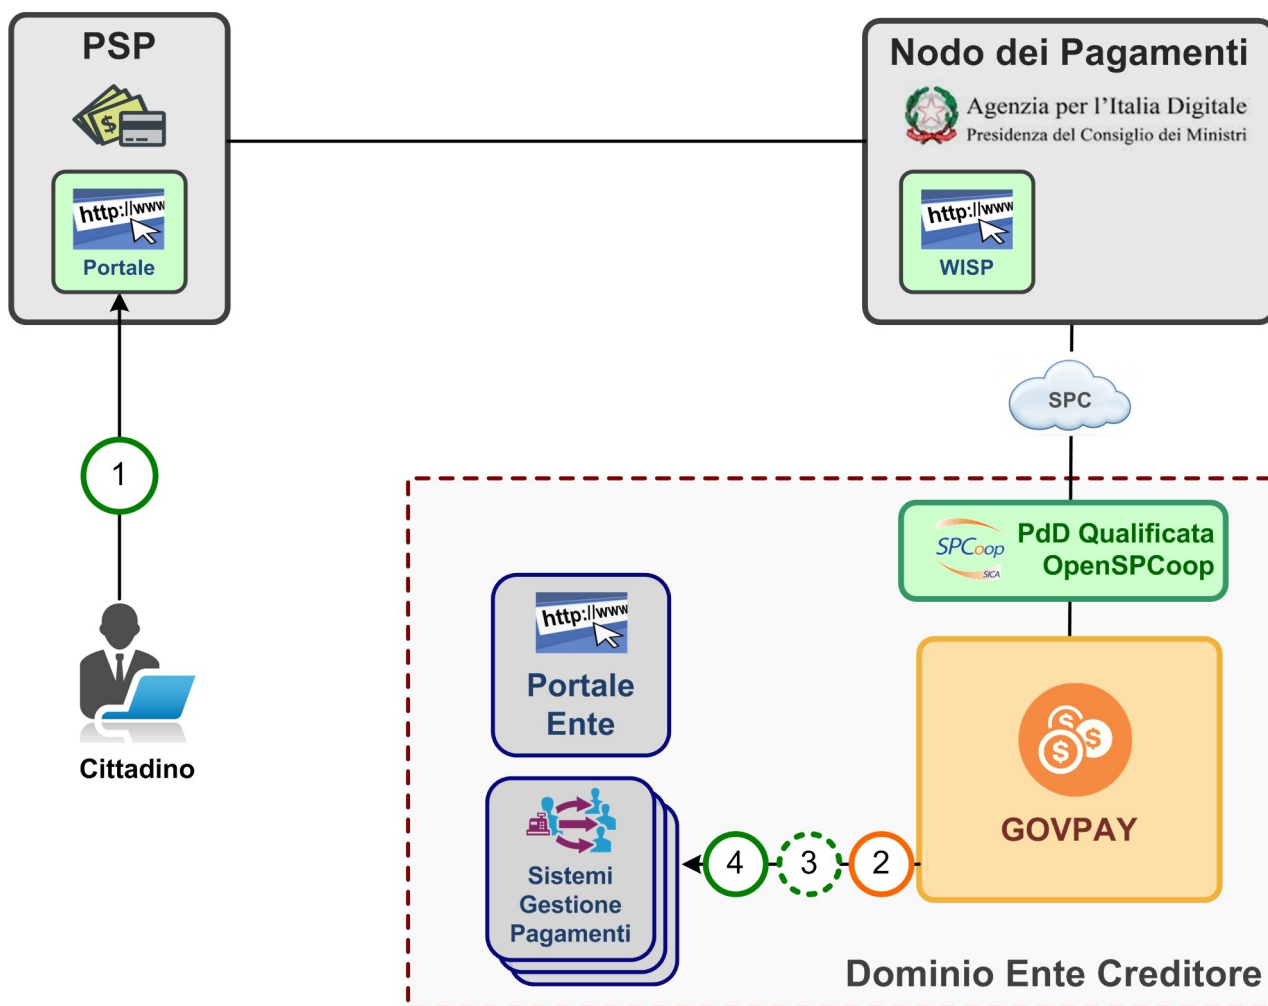 PSP
http://www
Portale
Nodo dei Pagamenti
Agenzia per l'Italia Digitale
Presidenza del Consiglio dei Ministri
http://www
WISP
SPC
1
Cittadino
SPCoop
SICA
PdD Qualificata
OpenSPCoop
http://www
Portale
Ente
$
$
$
GOVPAY
Sistemi
Gestione
Pagamenti
4
3
2
Dominio Ente Creditore